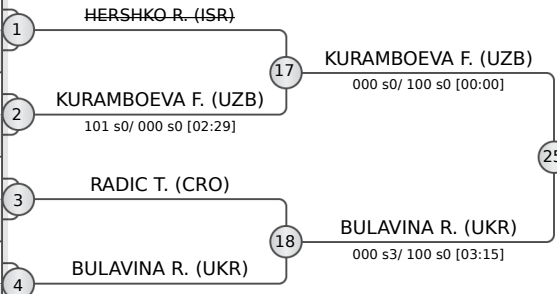 HERSHKO R. (ISR)
1
17
KURAMBOEVA F. (UZB)
000 s0/ 100 s0 [00:00]
KURAMBOEVA F. (UZB)
2
101 s0/ 000 s0 [02:29]
25
RADIC T. (CRO)
3
18
BULAVINA R. (UKR)
000 s3/ 100 s0 [03:15]
BULAVINA R. (UKR)
4